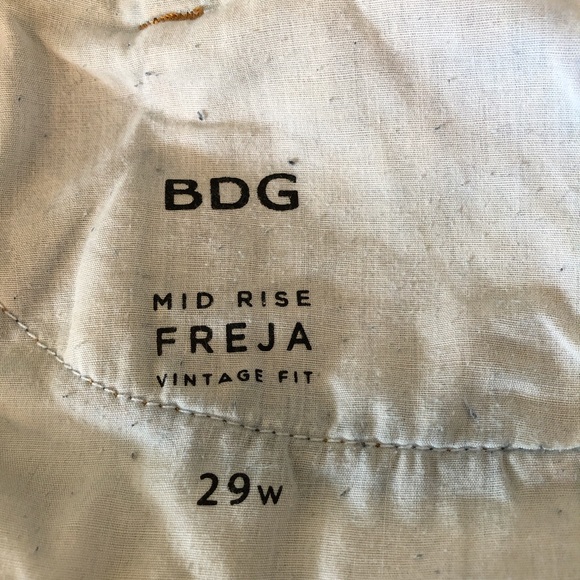 BDG
MID RISE
FREJA
VINTAGE FIT
29W